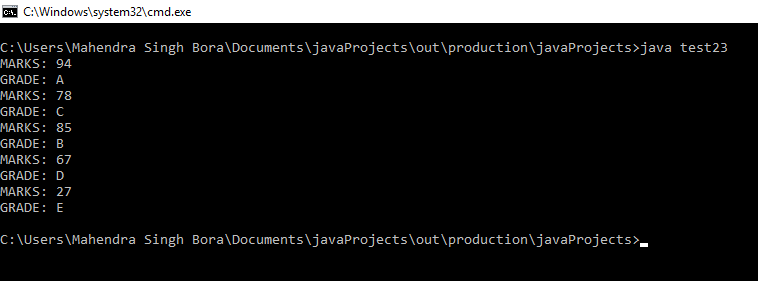 C:\Windows\system32\cmd.exe
C:\Users\Mahendra Singh Bora\Documents\javaProjects\out\production\javaProjects>java test23
MARKS: 94
GRADE: A
MARKS: 78
GRADE: C
MARKS: 85
GRADE: B
MARKS: 67
GRADE: D
MARKS: 27
GRADE: E
C:\Users\Mahendra Singh Bora\Documents\javaProjects\out\production\javaProjects>